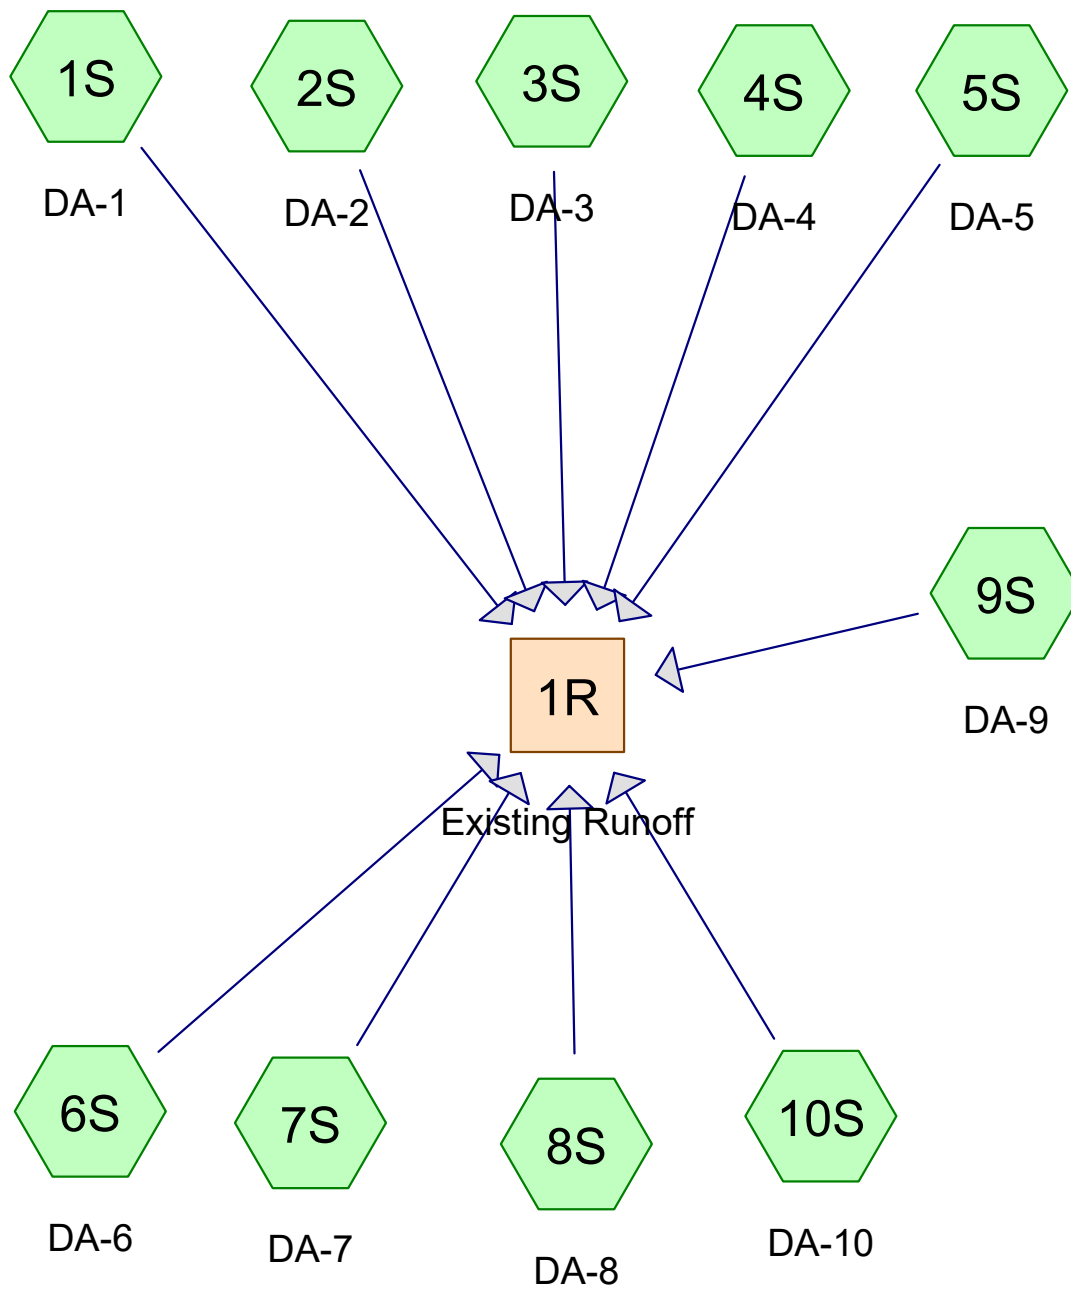 1S
2S
3S
4S
5S
DA-1
DA-2
DA-3
DA-4
DA-5
9S
1R
DA-9
Existing Runoff
6S
7S
8S
10S
DA-6
DA-7
DA-8
DA-10